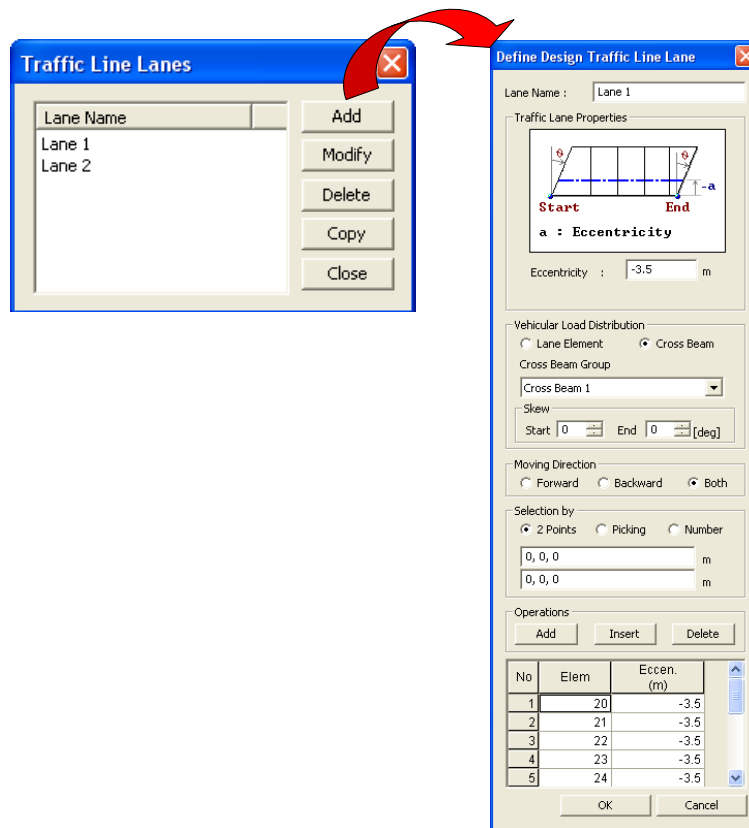 Traffic Line Lanes
Lane Name
Lane 1
Lane 2
Add
Modify
Delete
Copy
Close
Define Design Traffic Line Lane
Lane Name : Lane 1
Traffic Lane Properties
θ θ
-a
Start End
a : Eccentricity
Eccentricity : -3.5 m
Vehicular Load Distribution
Lane Element Cross Beam
Cross Beam Group
Cross Beam 1
Skew
Start 0 End 0 [deg]
Moving Direction
Forward Backward Both
Selection by
2 Points Picking Number
0, 0, 0 m
0, 0, 0 m
Operations
Add Insert Delete
No Elem Eccen. (m)
1 20 -3.5
2 21 -3.5
3 22 -3.5
4 23 -3.5
5 24 -3.5
OK Cancel